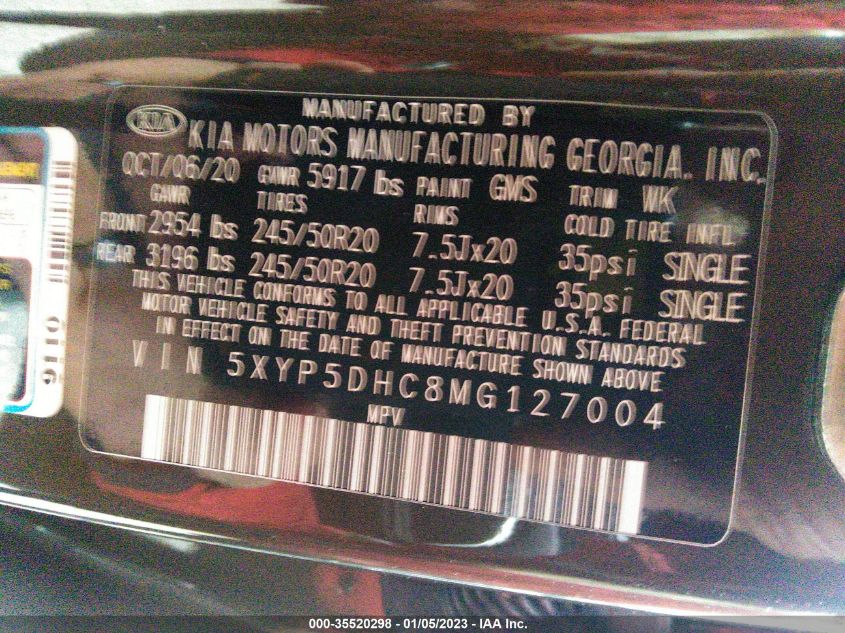 MANUFACTURED BY
KIA KIA MOTORS MANUFACTURING GEORGIA, INC.
OCT/06/20 GVWR 5917 lbs PAINT GMS TRIM WK
GAWR TIRES RIMS COLD TIRE INFL
FRONT 2954 lbs 245/50R20 7.5Jx20 35psi SINGLE
REAR 3196 lbs 245/50R20 7.5Jx20 35psi SINGLE
THIS VEHICLE CONFORMS TO ALL APPLICABLE U.S.A. FEDERAL
MOTOR VEHICLE SAFETY AND THEFT PREVENTION STANDARDS
IN EFFECT ON THE DATE OF MANUFACTURE SHOWN ABOVE
VIN 5XYP5DHC8MG127004
MPV
000-35520298 - 01/05/2023 - IAA Inc.